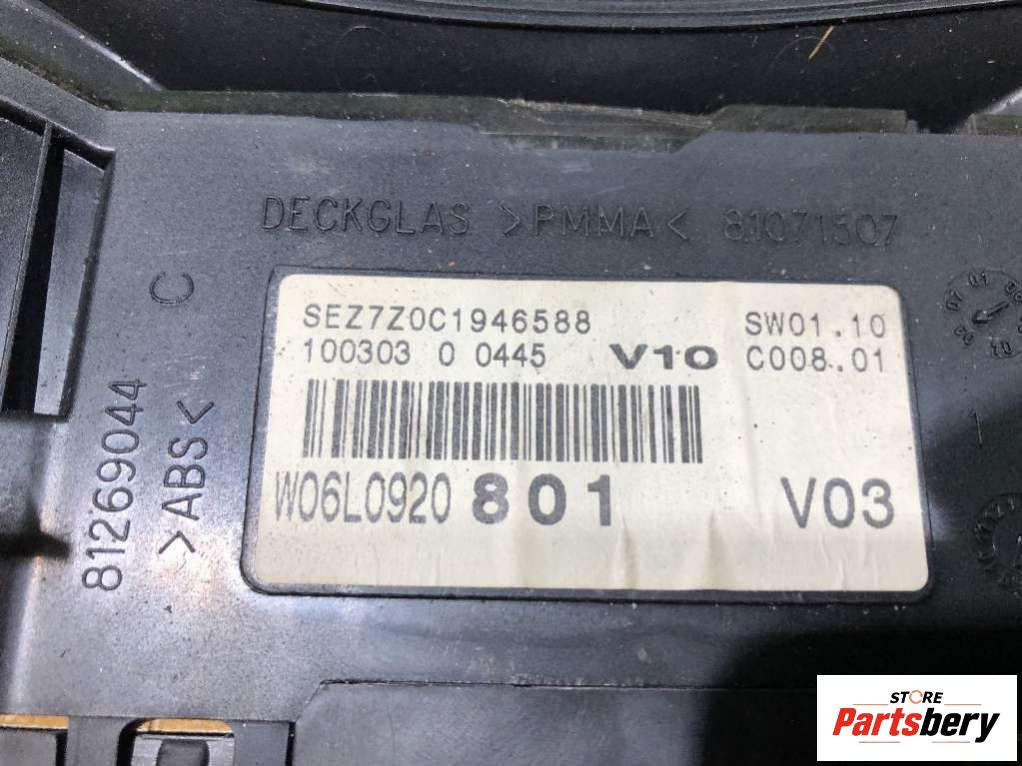 DECKGLAS >PMMA< 81071507
C
81269044
>ABS<
SEZ7Z0C1946588 SW01.10
100303 0 0445 V10 C008.01
W06L0920 801 V03
1
STORE
Partsbery